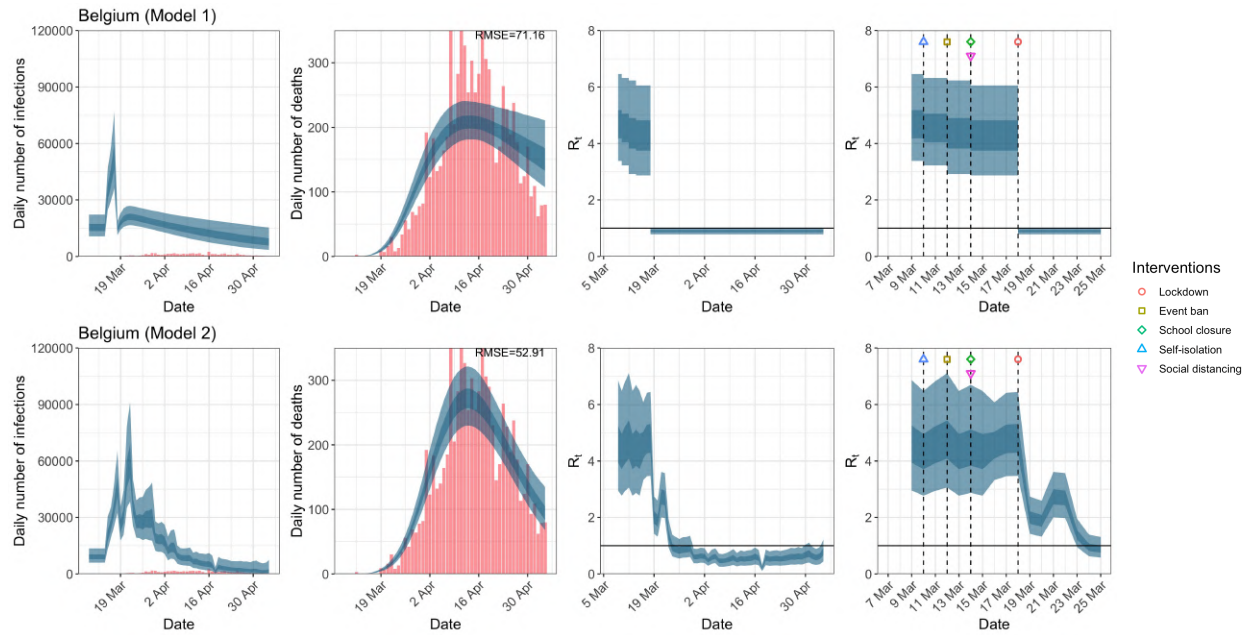 Belgium (Model 1)
Daily number of infections
120000
90000
60000
30000
0
19 Mar
2 Apr
16 Apr
30 Apr
Date
Daily number of deaths
RMSE=71.16
300
200
100
0
19 Mar
2 Apr
16 Apr
30 Apr
Date
Rt
8
6
4
2
0
5 Mar
19 Mar
2 Apr
16 Apr
30 Apr
Date
Rt
8
6
4
2
0
7 Mar
9 Mar
11 Mar
13 Mar
15 Mar
17 Mar
19 Mar
21 Mar
23 Mar
25 Mar
Date
Belgium (Model 2)
Daily number of infections
120000
90000
60000
30000
0
19 Mar
2 Apr
16 Apr
30 Apr
Date
Daily number of deaths
RMSE=52.91
300
200
100
0
19 Mar
2 Apr
16 Apr
30 Apr
Date
Rt
8
6
4
2
0
5 Mar
19 Mar
2 Apr
16 Apr
30 Apr
Date
Rt
8
6
4
2
0
7 Mar
9 Mar
11 Mar
13 Mar
15 Mar
17 Mar
19 Mar
21 Mar
23 Mar
25 Mar
Date
Interventions
Lockdown
Event ban
School closure
Self-isolation
Social distancing